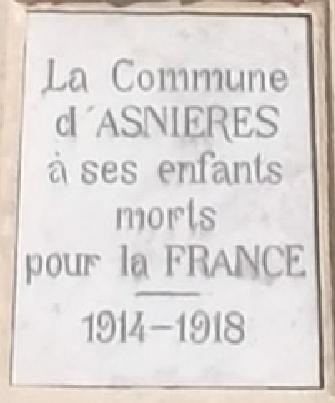 La Commune
d'ASNIERES
à ses enfants
morts
pour la FRANCE
1914-1918